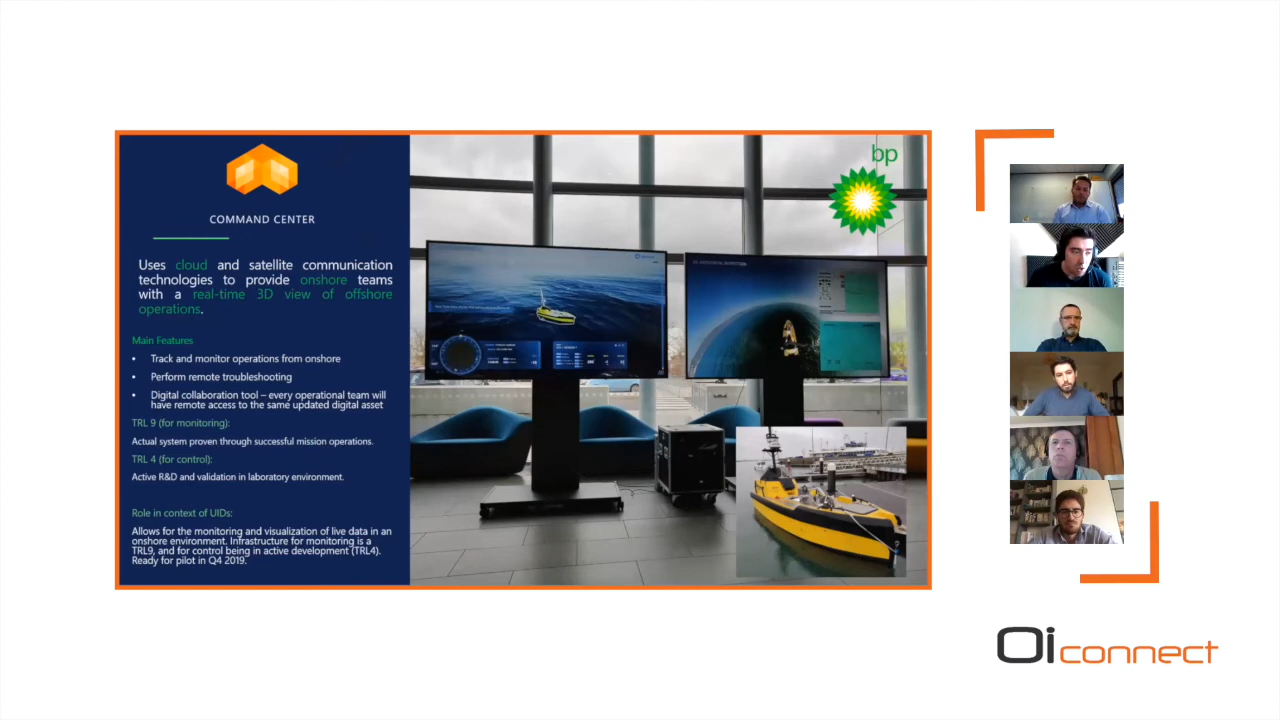 COMMAND CENTER
Uses cloud and satellite communication
technologies to provide onshore teams
with a real-time 3D view of offshore
operations.
Main Features
• Track and monitor operations from onshore
• Perform remote troubleshooting
• Digital collaboration tool – every operational team will
have remote access to the same updated digital asset
TRL 9 (for monitoring):
Actual system proven through successful mission operations.
TRL 4 (for control):
Active R&D and validation in laboratory environment.
Role in context of UIDs:
Allows for the monitoring and visualization of live data in an
onshore environment. Infrastructure for monitoring is a
TRL9, and for control being in active development (TRL4).
Ready for pilot in Q4 2019.
bp
Oi connect